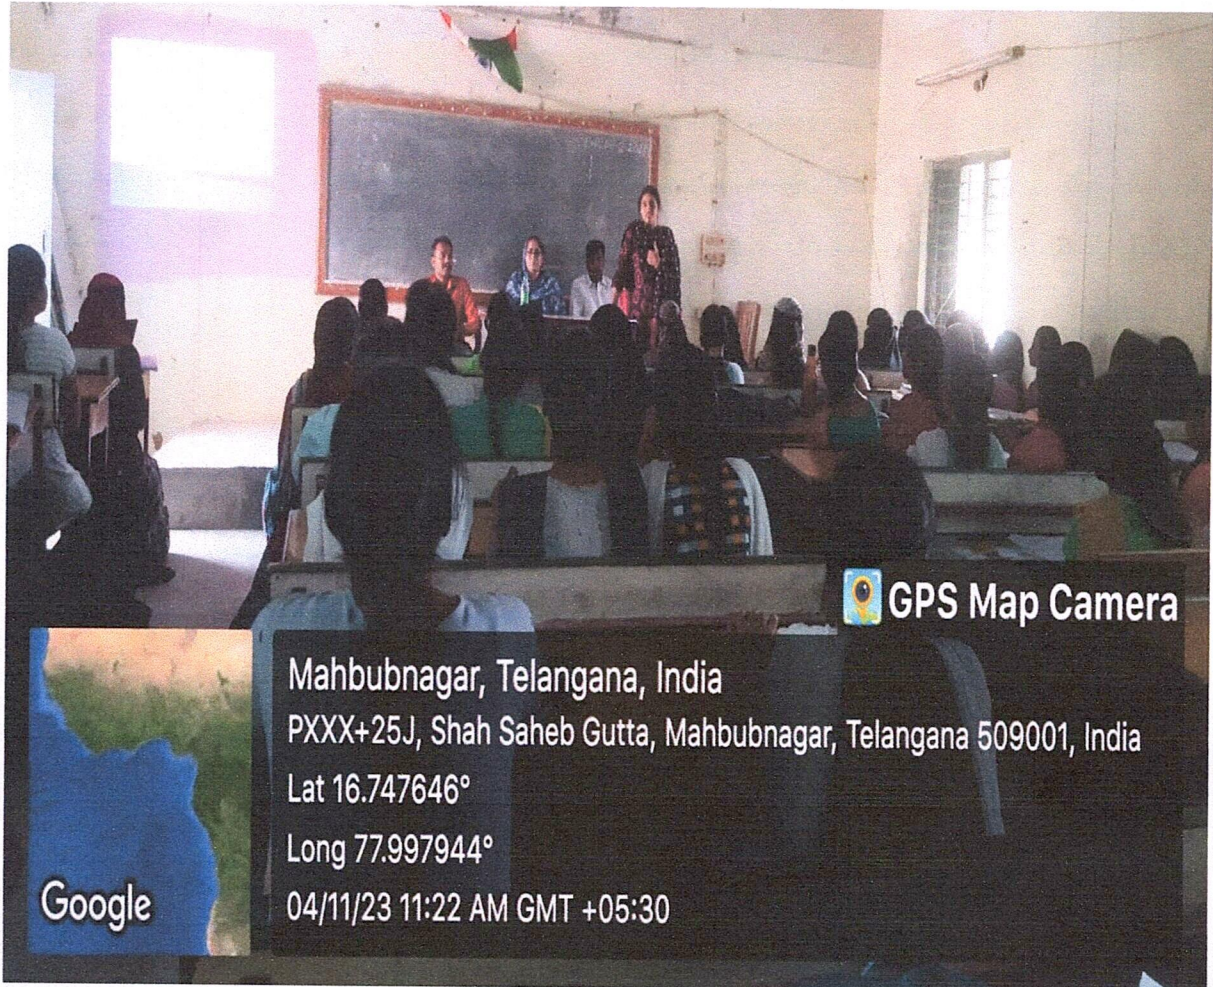 GPS Map Camera
Mahbubnagar, Telangana, India
PXXX+25J, Shah Saheb Gutta, Mahbubnagar, Telangana 509001, India
Lat 16.747646°
Long 77.997944°
04/11/23 11:22 AM GMT +05:30
Google